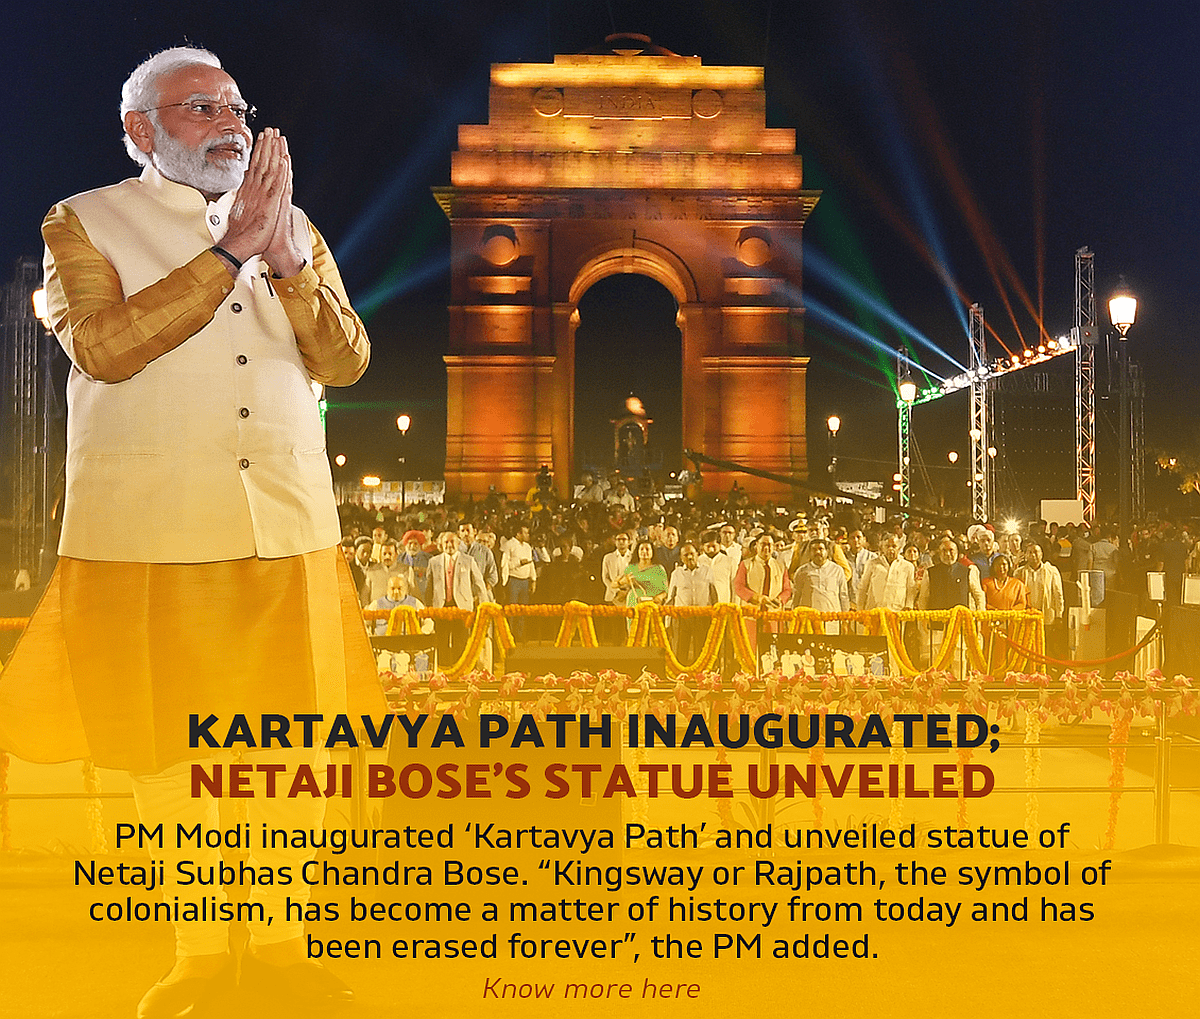 INDIA
KARTAVYA PATH INAUGURATED;
NETAJI BOSE’S STATUE UNVEILED
PM Modi inaugurated ‘Kartavya Path’ and unveiled statue of
Netaji Subhas Chandra Bose. “Kingsway or Rajpath, the symbol of
colonialism, has become a matter of history from today and has
been erased forever”, the PM added.
Know more here